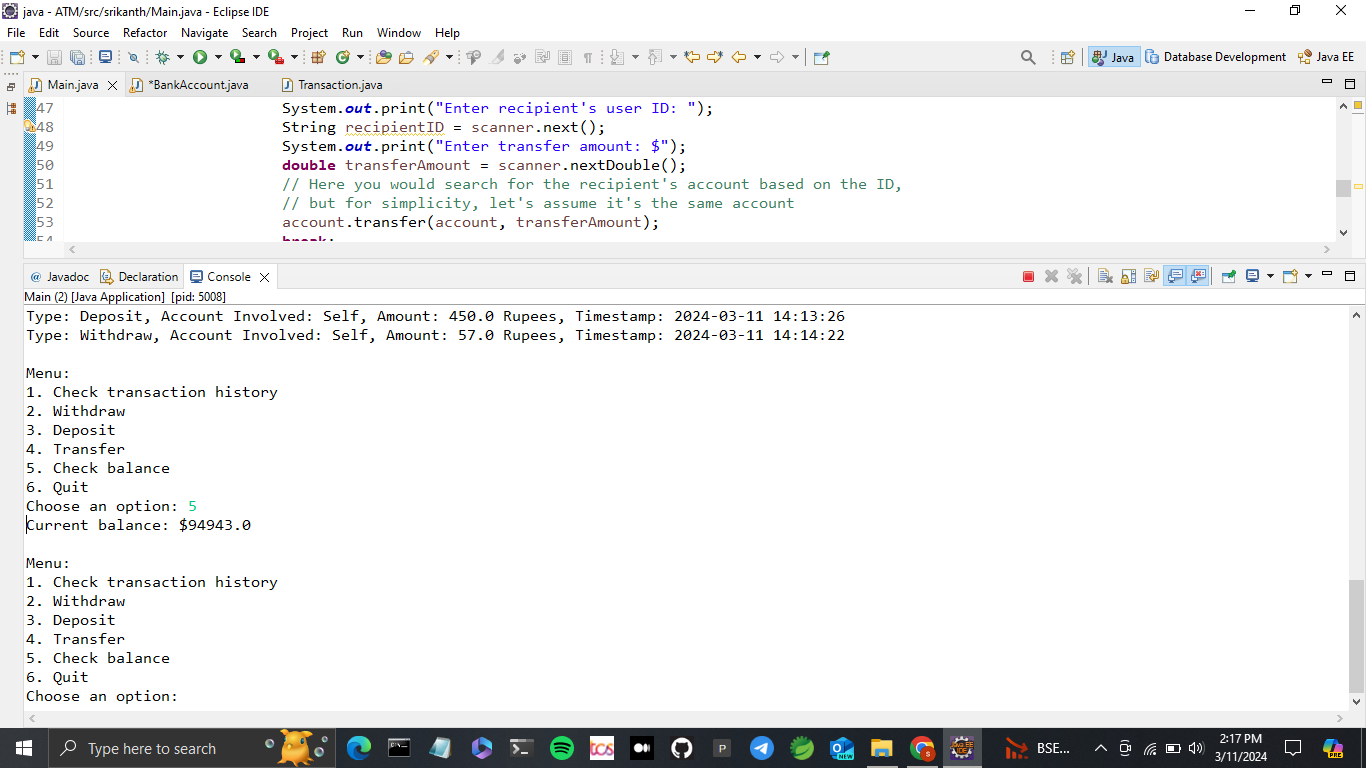 java - ATM/src/srikanth/Main.java - Eclipse IDE
File Edit Source Refactor Navigate Search Project Run Window Help
Java Database Development Java EE
Main.java *BankAccount.java Transaction.java
47 System.out.print("Enter recipient's user ID: ");
48 String recipientID = scanner.next();
49 System.out.print("Enter transfer amount: $");
50 double transferAmount = scanner.nextDouble();
51 // Here you would search for the recipient's account based on the ID,
52 // but for simplicity, let's assume it's the same account
53 account.transfer(account, transferAmount);
54 break;
@ Javadoc Declaration Console
Main (2) [Java Application] [pid: 5008]
Type: Deposit, Account Involved: Self, Amount: 450.0 Rupees, Timestamp: 2024-03-11 14:13:26
Type: Withdraw, Account Involved: Self, Amount: 57.0 Rupees, Timestamp: 2024-03-11 14:14:22
Menu:
1. Check transaction history
2. Withdraw
3. Deposit
4. Transfer
5. Check balance
6. Quit
Choose an option: 5
Current balance: $94943.0
Menu:
1. Check transaction history
2. Withdraw
3. Deposit
4. Transfer
5. Check balance
6. Quit
Choose an option:
Type here to search
tcs
P
NEW
S
BSE...
2:17 PM
3/11/2024
PRE